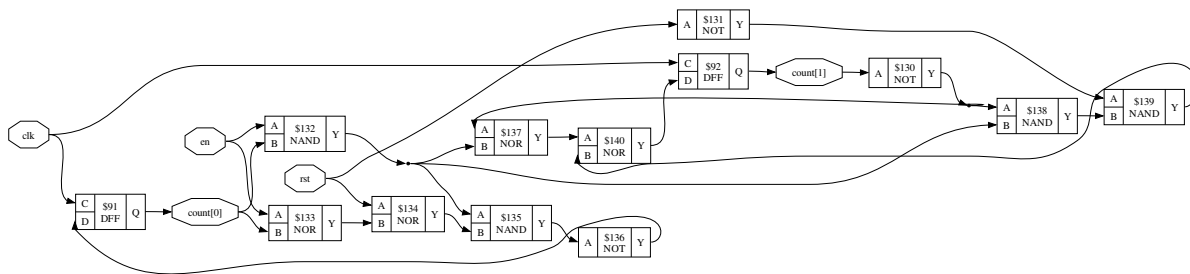 A $131 Y
NOT
C $92 Q
D DFF
count[1]
A $130 Y
NOT
A $138 Y
B NAND
A $139 Y
B NAND
clk
en
A $132 Y
B NAND
A $137 Y
B NOR
A $140 Y
B NOR
rst
C $91 Q
D DFF
count[0]
A $133 Y
B NOR
A $134 Y
B NOR
A $135 Y
B NAND
A $136 Y
NOT